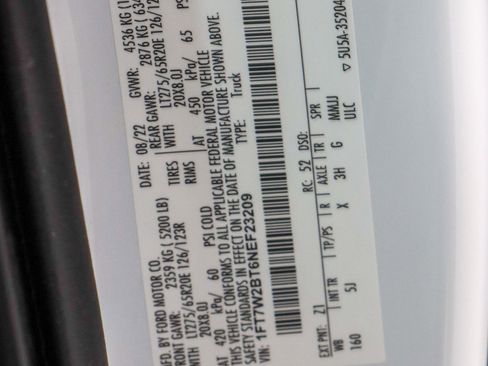 MFD. BY FORD MOTOR CO.
DATE: 08/22
GVWR: 4536 KG
FRONT GAWR: 2359 KG ( 5200 LB)
REAR GAWR: 2876 KG
WITH LT275/65R20E 126/123R TIRES
WITH LT275/65R20E 126/12
20X8.0J RIMS
20X8.0J
AT 420 kPa/ 60 PSI COLD
AT 450 kPa/ 65 PS
THIS VEHICLE CONFORMS TO ALL APPLICABLE FEDERAL MOTOR VEHICLE
SAFETY STANDARDS IN EFFECT ON THE DATE OF MANUFACTURE SHOWN ABOVE.
VIN: 1FT7W2BT6NEF23209
TYPE: Truck
EXT PNT: Z1 RC: 52 DSO:
WB INT TR TP/PS R AXLE TR SPR
160 5J X 3H G MMJJ ULC
▽ 5U5A-35204